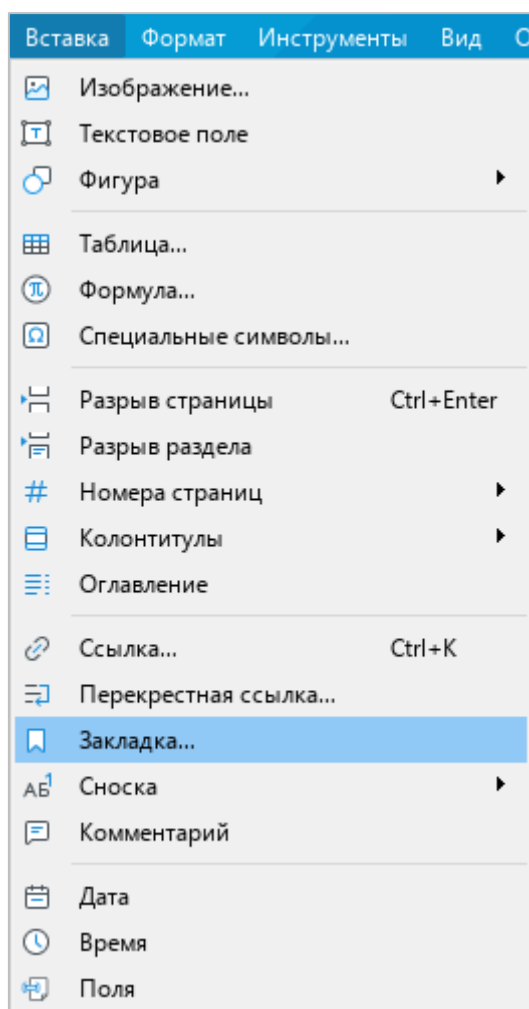 Вставка Формат Инструменты Вид
Изображение...
Текстовое поле
Фигура
Таблица...
Формула...
Специальные символы...
Разрыв страницы Ctrl+Enter
Разрыв раздела
Номера страниц
Колонтитулы
Оглавление
Ссылка... Ctrl+K
Перекрестная ссылка...
Закладка...
Сноска
Комментарий
Дата
Время
Поля